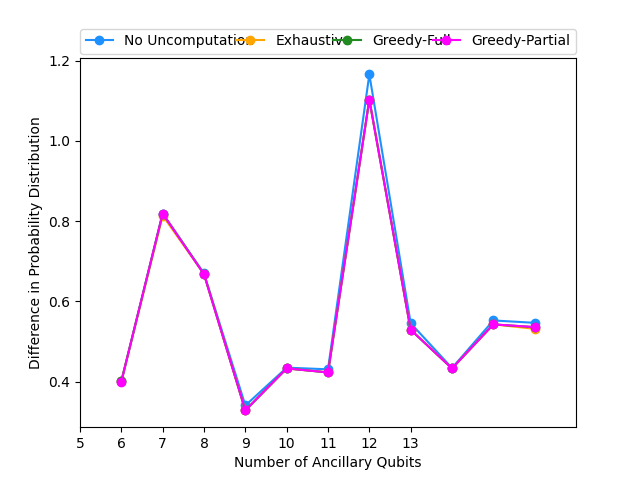 No Uncomputation Exhaustive Greedy-Full Greedy-Partial
1.2
1.0
0.8
0.6
0.4
Difference in Probability Distribution
5 6 7 8 9 10 11 12 13
Number of Ancillary Qubits